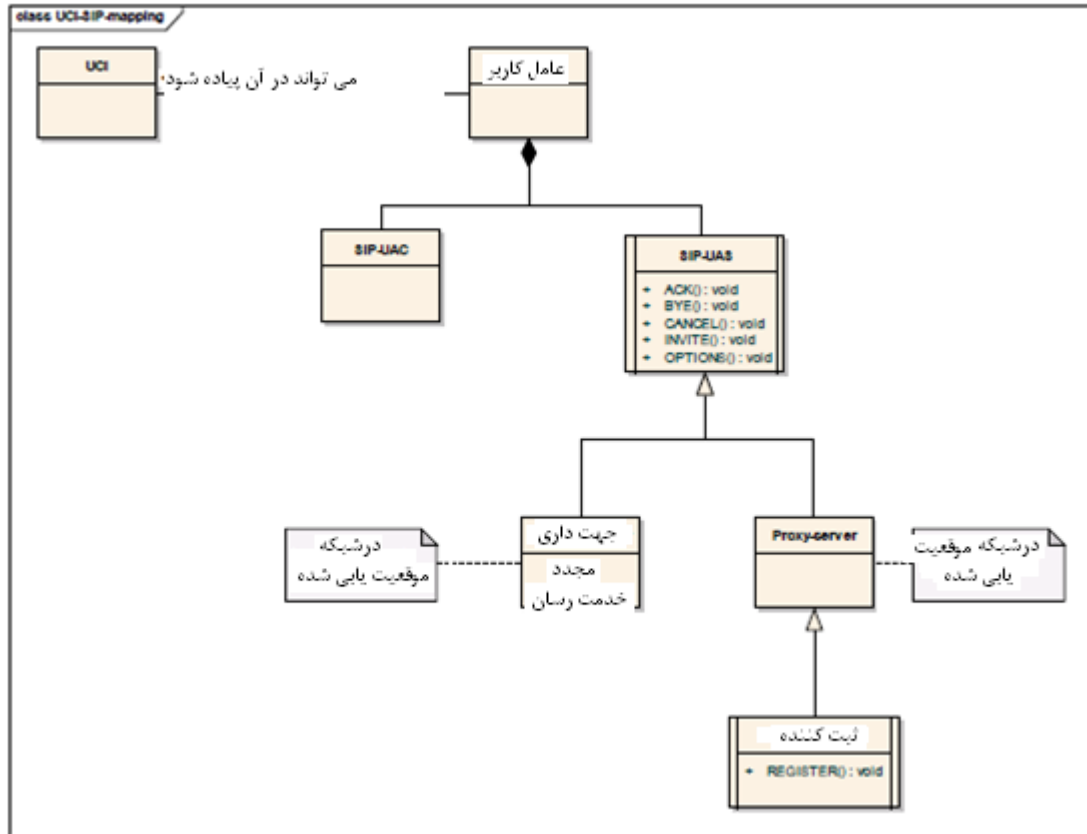 class UCI-SIP-mapping
UCI
می تواند در آن پیاده شود
عامل کاربر
SIP-UAC
SIP-UAS
+ ACK() : void
+ BYE() : void
+ CANCEL() : void
+ INVITE() : void
+ OPTIONS() : void
درشبکه
موقعیت یابی شده
جهت داری
مجدد
خدمت رسان
Proxy-server
درشبکه موقعیت
یابی شده
ثبت کننده
+ REGISTER() : void